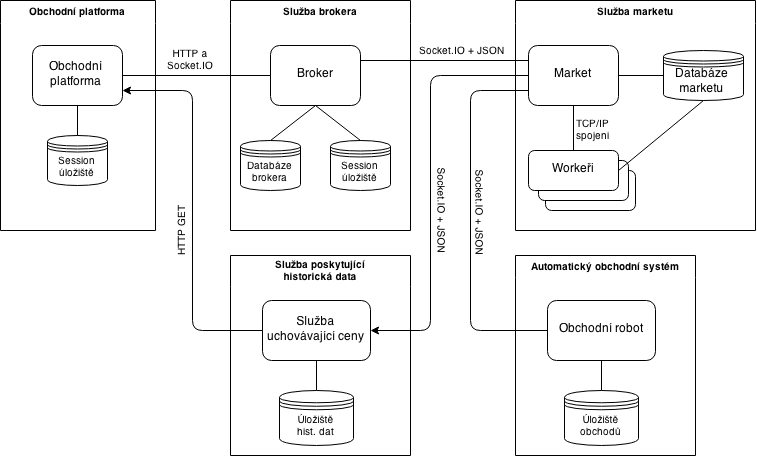 Obchodní platforma
Služba brokera
Služba marketu
Obchodní
platforma
HTTP a
Socket.IO
Broker
Socket.IO + JSON
Market
Databáze
marketu
TCP/IP
spojení
Session
úložiště
Databáze
brokera
Session
úložiště
Workeři
HTTP GET
Socket.IO + JSON
Socket.IO + JSON
Služba poskytující
historická data
Automatický obchodní systém
Služba
uchovávající ceny
Obchodní robot
Úložiště
hist. dat
Úložiště
obchodů